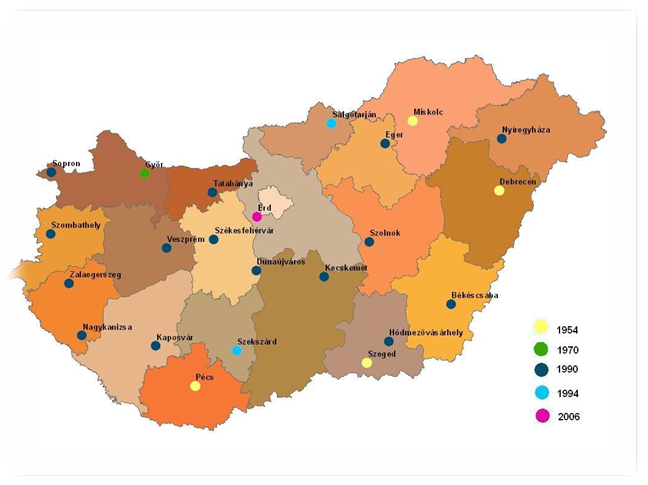 Salgótarján
Miskolc
Eger
Nyíregyháza
Sopron
Győr
Tatabánya
Debrecen
Érd
Szombathely
Székesfehérvár
Szolnok
Veszprém
Dunaújváros
Kecskemét
Zalaegerszeg
Békéscsaba
Nagykanizsa
Kaposvár
Hódmezővásárhely
Szekszárd
Szeged
Pécs
1954
1970
1990
1994
2006